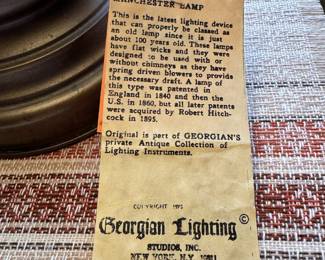 MANCHESTER LAMP
This is the latest lighting device
that can properly be classed as
an old lamp since it is just
about 100 years old. These lamps
have flat wicks and they were
designed to be used with or
without chimneys as they have
spring driven blowers to provide
the necessary draft. A lamp of
this type was patented in
England in 1840 and then the
U.S. in 1860, but all later patents
were acquired by Robert Hitch-
cock in 1895.
Original is part of GEORGIAN'S
private Antique Collection of
Lighting Instruments.
COPYRIGHT
Georgian Lighting ©
STUDIOS, INC.
NEW YORK, N.Y.